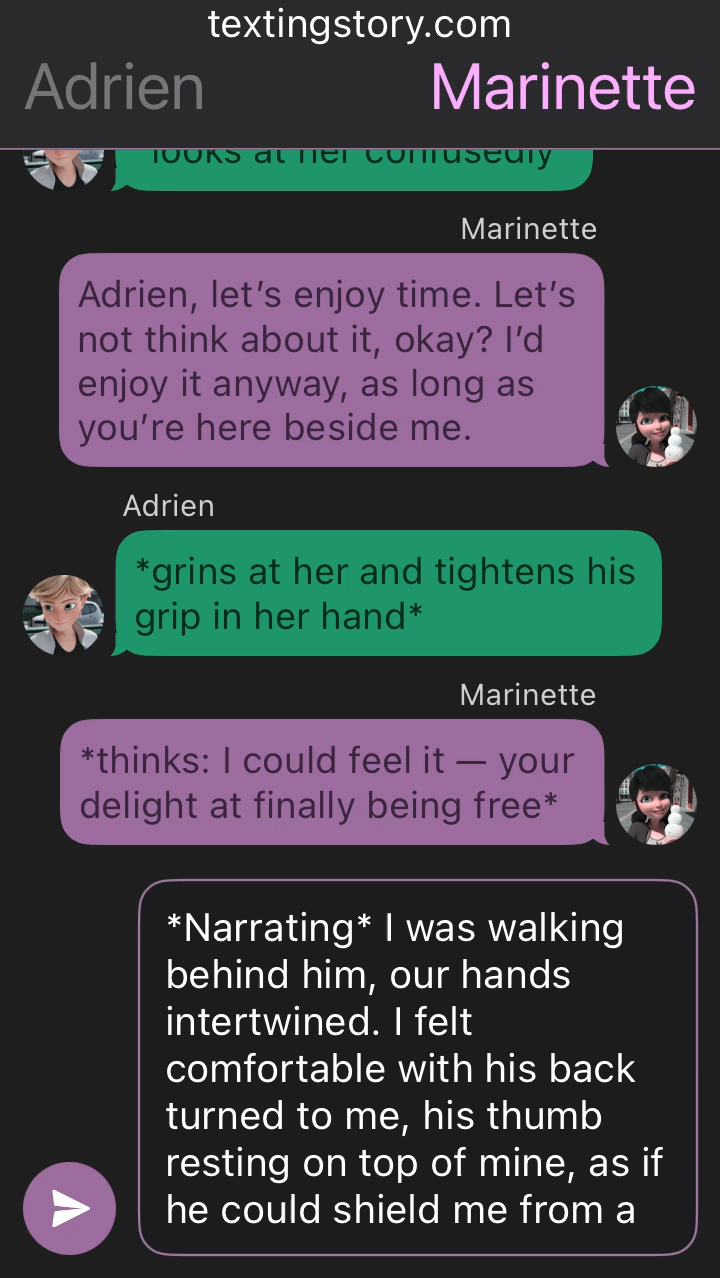 textingstory.com
Adrien Marinette
looks at her confusedly
Marinette
Adrien, let’s enjoy time. Let’s
not think about it, okay? I’d
enjoy it anyway, as long as
you’re here beside me.
Adrien
*grins at her and tightens his
grip in her hand*
Marinette
*thinks: I could feel it — your
delight at finally being free*
*Narrating* I was walking
behind him, our hands
intertwined. I felt
comfortable with his back
turned to me, his thumb
resting on top of mine, as if
he could shield me from a